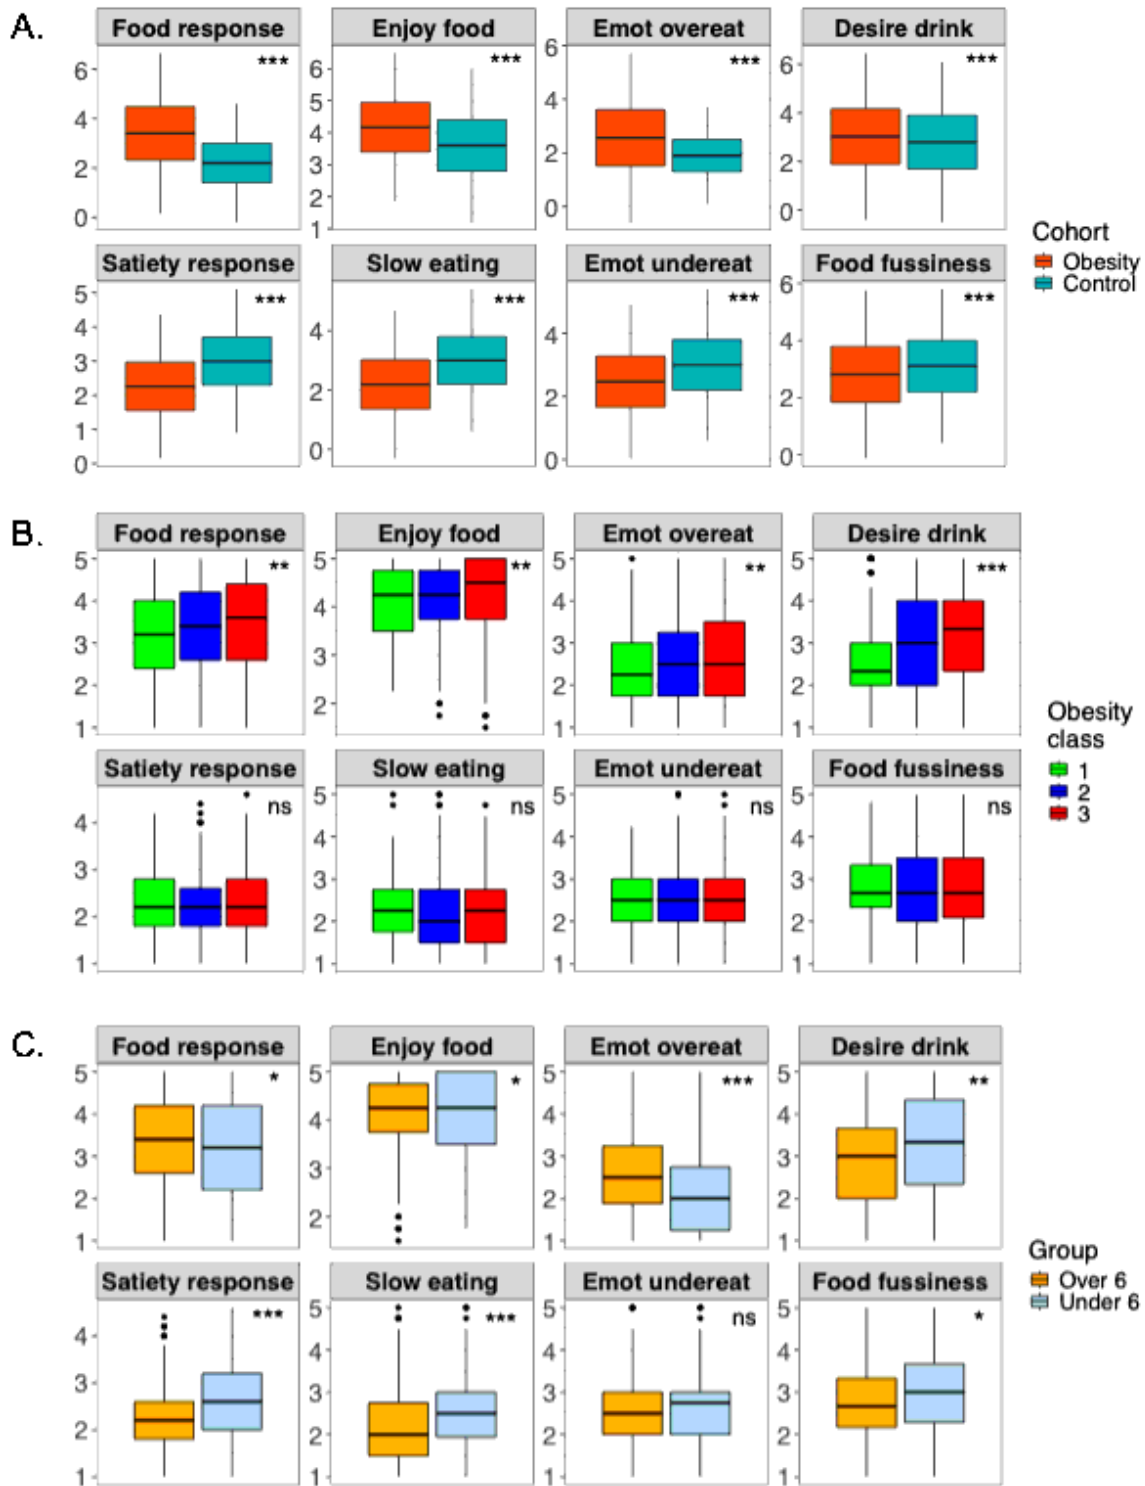 A.
Food response Enjoy food Emot overeat Desire drink
*** *** *** ***
6 6 6 6
5
4 4 4 4
3
2 2 2 2
0 1 0 0
Satiety response Slow eating Emot undereat Food fussiness
*** *** *** ***
5 6
4 4 4 4
3
2 2 2 2
1
0 0 0 0
Cohort
Obesity
Control
B.
Food response Enjoy food Emot overeat Desire drink
** ** ** ***
5 5 5 5
4 4 4 4
3 3 3 3
2 2 2 2
1 1 1
Satiety response Slow eating Emot undereat Food fussiness
ns ns ns ns
5 5 5
4 4 4 4
3 3 3 3
2 2 2 2
1 1 1 1
Obesity
class
1
2
3
C.
Food response Enjoy food Emot overeat Desire drink
* * *** **
5 5 5 5
4 4 4 4
3 3 3 3
2 2 2 2
1 1 1
Satiety response Slow eating Emot undereat Food fussiness
*** *** ns *
5 5 5
4 4 4 4
3 3 3 3
2 2 2 2
1 1 1 1
Group
Over 6
Under 6